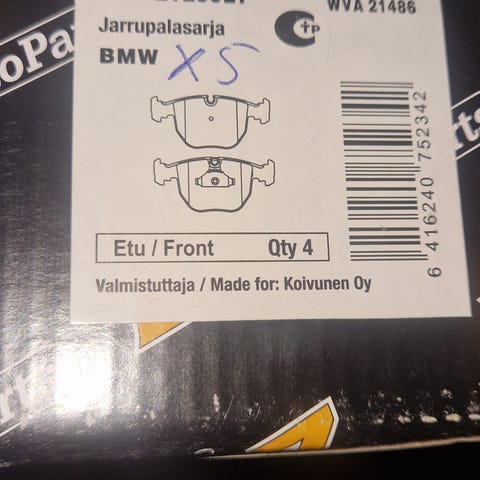 WVA 21486
Jarrupalasarja
BMW X5
Etu / Front Qty 4
Valmistuttaja / Made for: Koivunen Oy
6 416240 752342